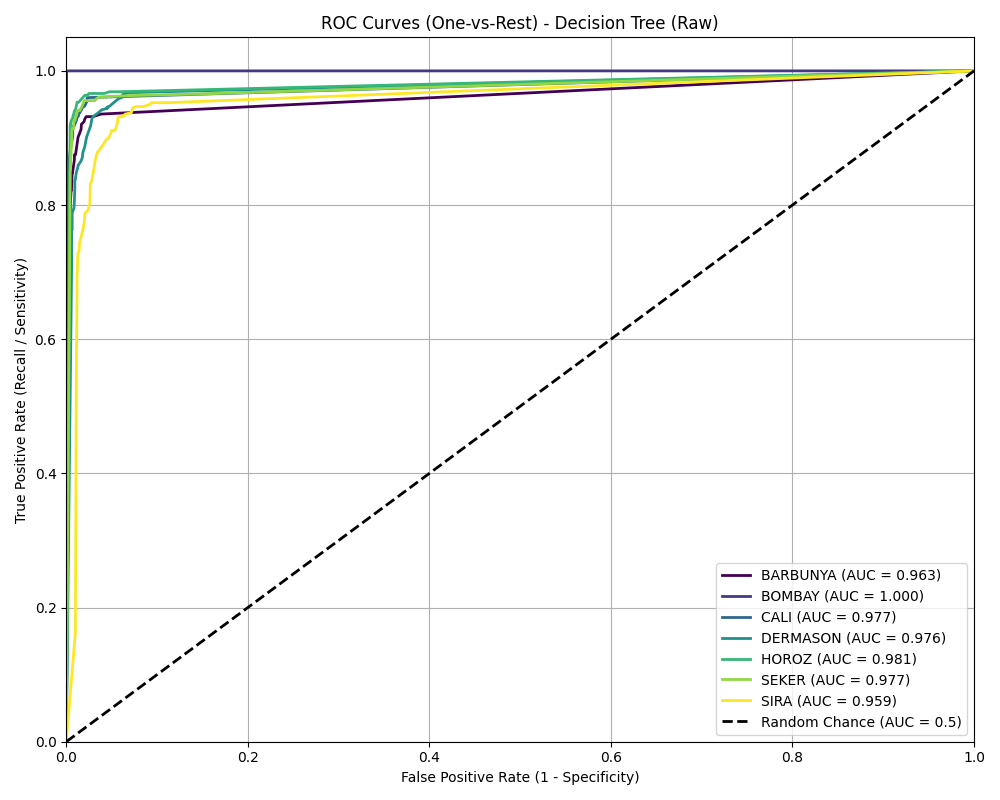 ROC Curves (One-vs-Rest) - Decision Tree (Raw)
True Positive Rate (Recall / Sensitivity)
1.0
0.8
0.6
0.4
0.2
0.0
0.0 0.2 0.4 0.6 0.8 1.0
False Positive Rate (1 - Specificity)
BARBUNYA (AUC = 0.963)
BOMBAY (AUC = 1.000)
CALI (AUC = 0.977)
DERMASON (AUC = 0.976)
HOROZ (AUC = 0.981)
SEKER (AUC = 0.977)
SIRA (AUC = 0.959)
Random Chance (AUC = 0.5)